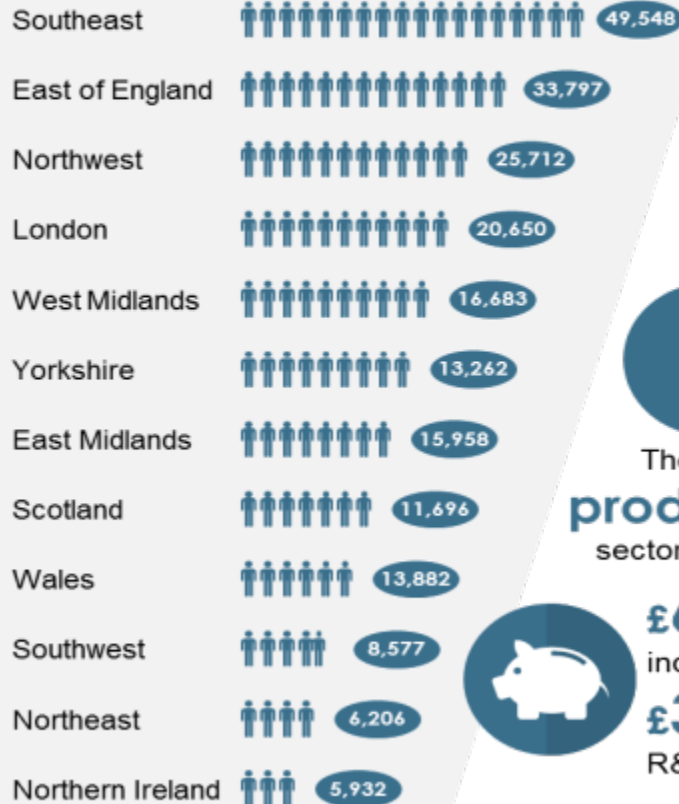 Southeast 49,548
East of England 33,797
Northwest 25,712
London 20,650
West Midlands 16,683
Yorkshire 13,262
East Midlands 15,958
Scotland 11,696
Wales 13,882
Southwest 8,577
Northeast 6,206
Northern Ireland 5,932
sector